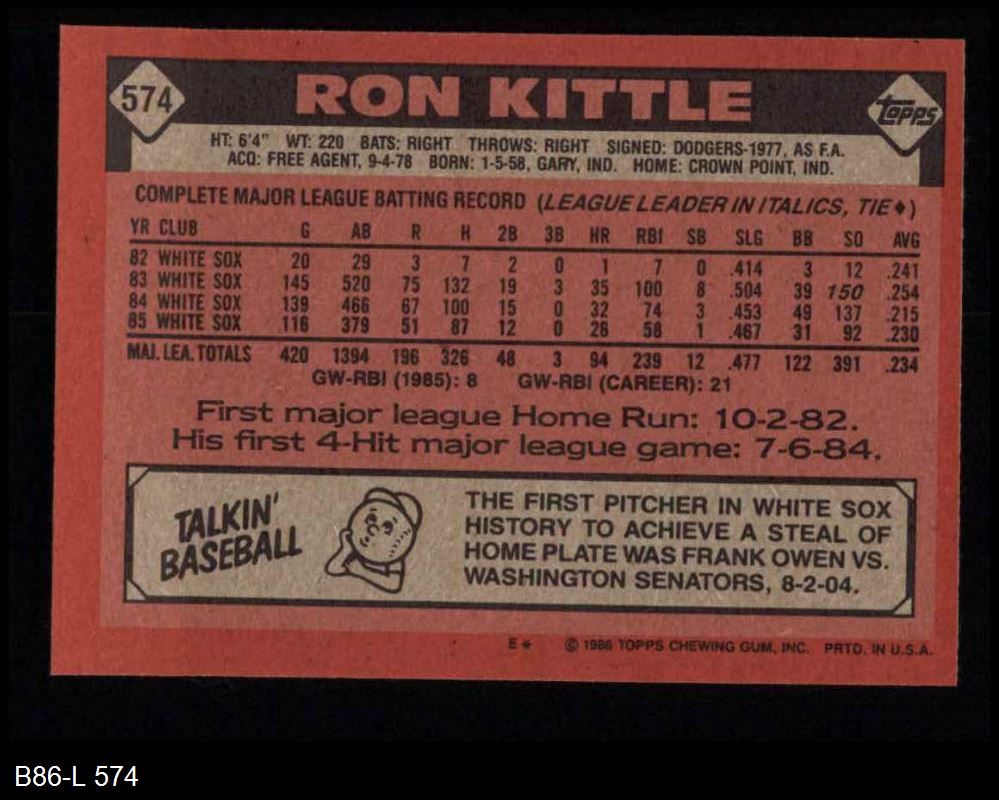 574
RON KITTLE
topps
HT: 6'4" WT: 220 BATS: RIGHT THROWS: RIGHT SIGNED: DODGERS-1977, AS F.A.
ACQ: FREE AGENT, 9-4-78 BORN: 1-5-58, GARY, IND. HOME: CROWN POINT, IND.
COMPLETE MAJOR LEAGUE BATTING RECORD (LEAGUE LEADER IN ITALICS, TIE♦)
YR CLUB G AB R H 2B 3B HR RBI SB SLG BB SO AVG
82 WHITE SOX 20 29 3 7 2 0 1 7 0 .414 3 12 .241
83 WHITE SOX 145 520 75 132 19 3 35 100 8 .504 39 150 .254
84 WHITE SOX 139 466 67 100 15 0 32 74 3 .453 49 137 .215
85 WHITE SOX 116 379 51 87 12 0 26 58 1 .467 31 92 .230
MAJ. LEA. TOTALS 420 1394 196 326 48 3 94 239 12 .477 122 391 .234
GW-RBI (1985): 8 GW-RBI (CAREER): 21
First major league Home Run: 10-2-82.
His first 4-Hit major league game: 7-6-84.
TALKIN'
BASEBALL
THE FIRST PITCHER IN WHITE SOX
HISTORY TO ACHIEVE A STEAL OF
HOME PLATE WAS FRANK OWEN VS.
WASHINGTON SENATORS, 8-2-04.
E* © 1986 TOPPS CHEWING GUM, INC. PRTD. IN U.S.A.
B86-L 574